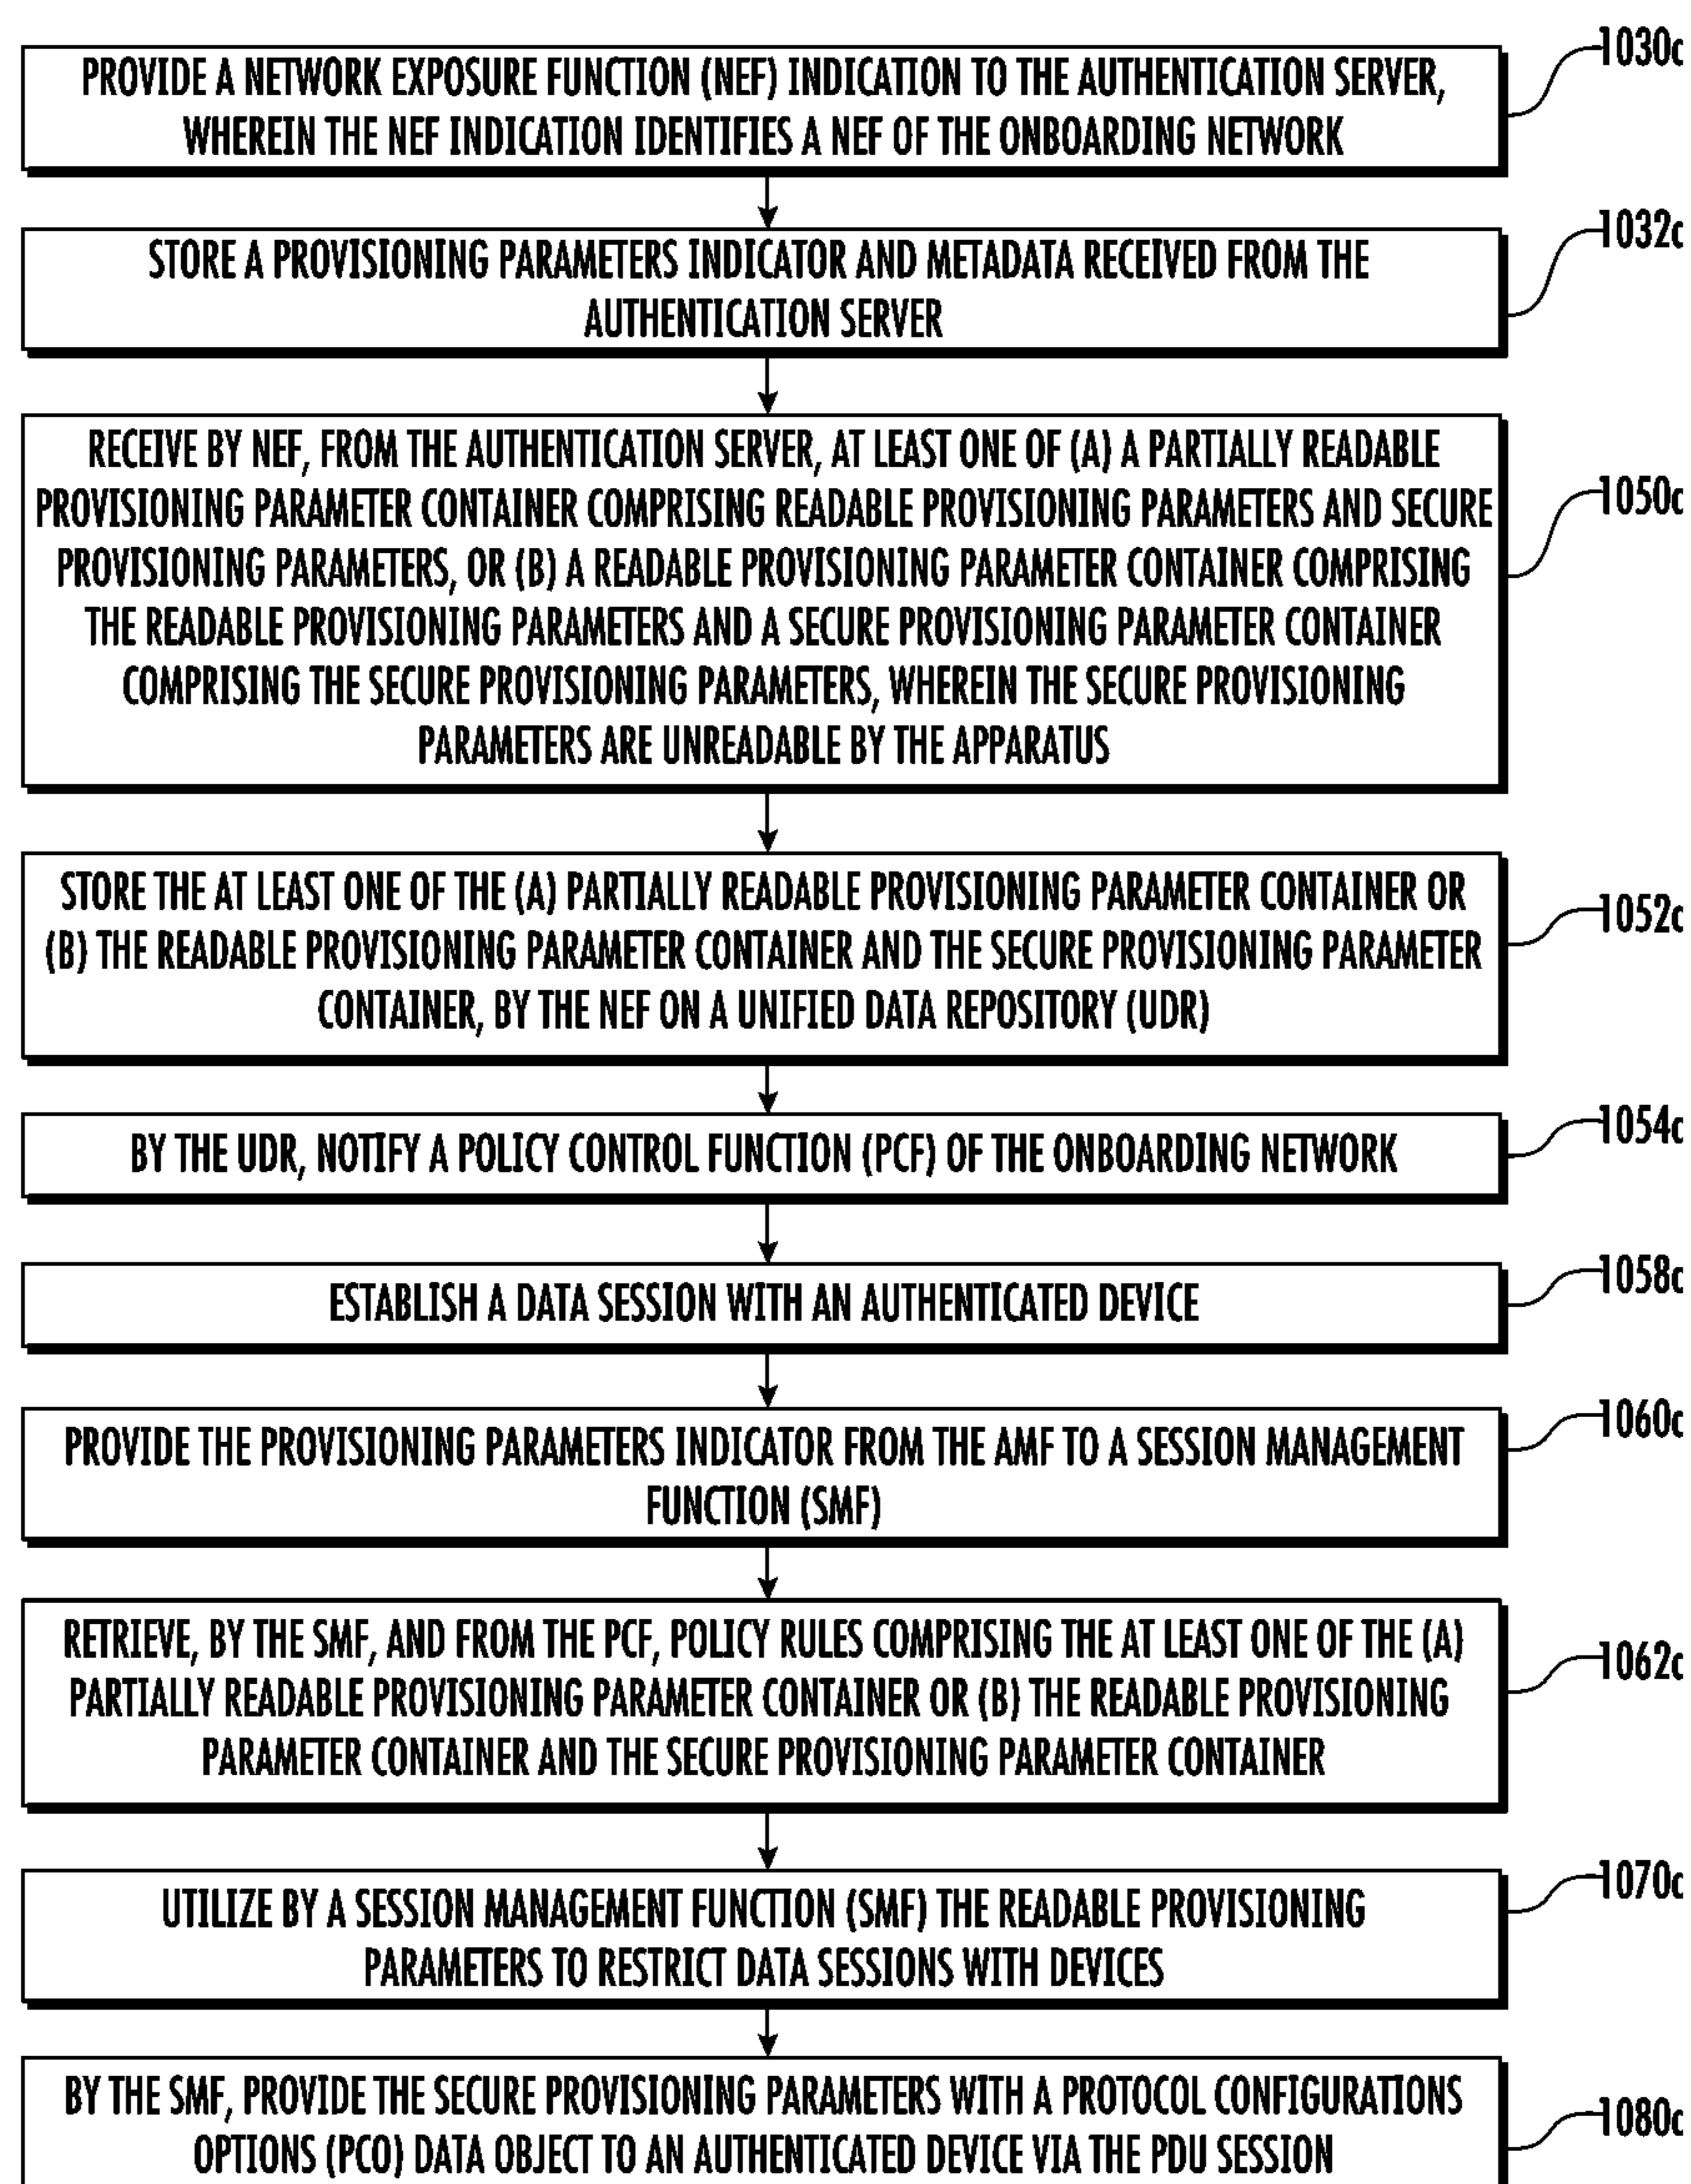 1030c
PROVIDE A NETWORK EXPOSURE FUNCTION (NEF) INDICATION TO THE AUTHENTICATION SERVER,
WHEREIN THE NEF INDICATION IDENTIFIES A NEF OF THE ONBOARDING NETWORK
1032c
STORE A PROVISIONING PARAMETERS INDICATOR AND METADATA RECEIVED FROM THE
AUTHENTICATION SERVER
1050c
RECEIVE BY NEF, FROM THE AUTHENTICATION SERVER, AT LEAST ONE OF (A) A PARTIALLY READABLE
PROVISIONING PARAMETER CONTAINER COMPRISING READABLE PROVISIONING PARAMETERS AND SECURE
PROVISIONING PARAMETERS, OR (B) A READABLE PROVISIONING PARAMETER CONTAINER COMPRISING
THE READABLE PROVISIONING PARAMETERS AND A SECURE PROVISIONING PARAMETER CONTAINER
COMPRISING THE SECURE PROVISIONING PARAMETERS, WHEREIN THE SECURE PROVISIONING
PARAMETERS ARE UNREADABLE BY THE APPARATUS
1052c
STORE THE AT LEAST ONE OF THE (A) PARTIALLY READABLE PROVISIONING PARAMETER CONTAINER OR
(B) THE READABLE PROVISIONING PARAMETER CONTAINER AND THE SECURE PROVISIONING PARAMETER
CONTAINER, BY THE NEF ON A UNIFIED DATA REPOSITORY (UDR)
1054c
BY THE UDR, NOTIFY A POLICY CONTROL FUNCTION (PCF) OF THE ONBOARDING NETWORK
1058c
ESTABLISH A DATA SESSION WITH AN AUTHENTICATED DEVICE
1060c
PROVIDE THE PROVISIONING PARAMETERS INDICATOR FROM THE AMF TO A SESSION MANAGEMENT
FUNCTION (SMF)
1062c
RETRIEVE, BY THE SMF, AND FROM THE PCF, POLICY RULES COMPRISING THE AT LEAST ONE OF THE (A)
PARTIALLY READABLE PROVISIONING PARAMETER CONTAINER OR (B) THE READABLE PROVISIONING
PARAMETER CONTAINER AND THE SECURE PROVISIONING PARAMETER CONTAINER
1070c
UTILIZE BY A SESSION MANAGEMENT FUNCTION (SMF) THE READABLE PROVISIONING
PARAMETERS TO RESTRICT DATA SESSIONS WITH DEVICES
1080c
BY THE SMF, PROVIDE THE SECURE PROVISIONING PARAMETERS WITH A PROTOCOL CONFIGURATIONS
OPTIONS (PCO) DATA OBJECT TO AN AUTHENTICATED DEVICE VIA THE PDU SESSION